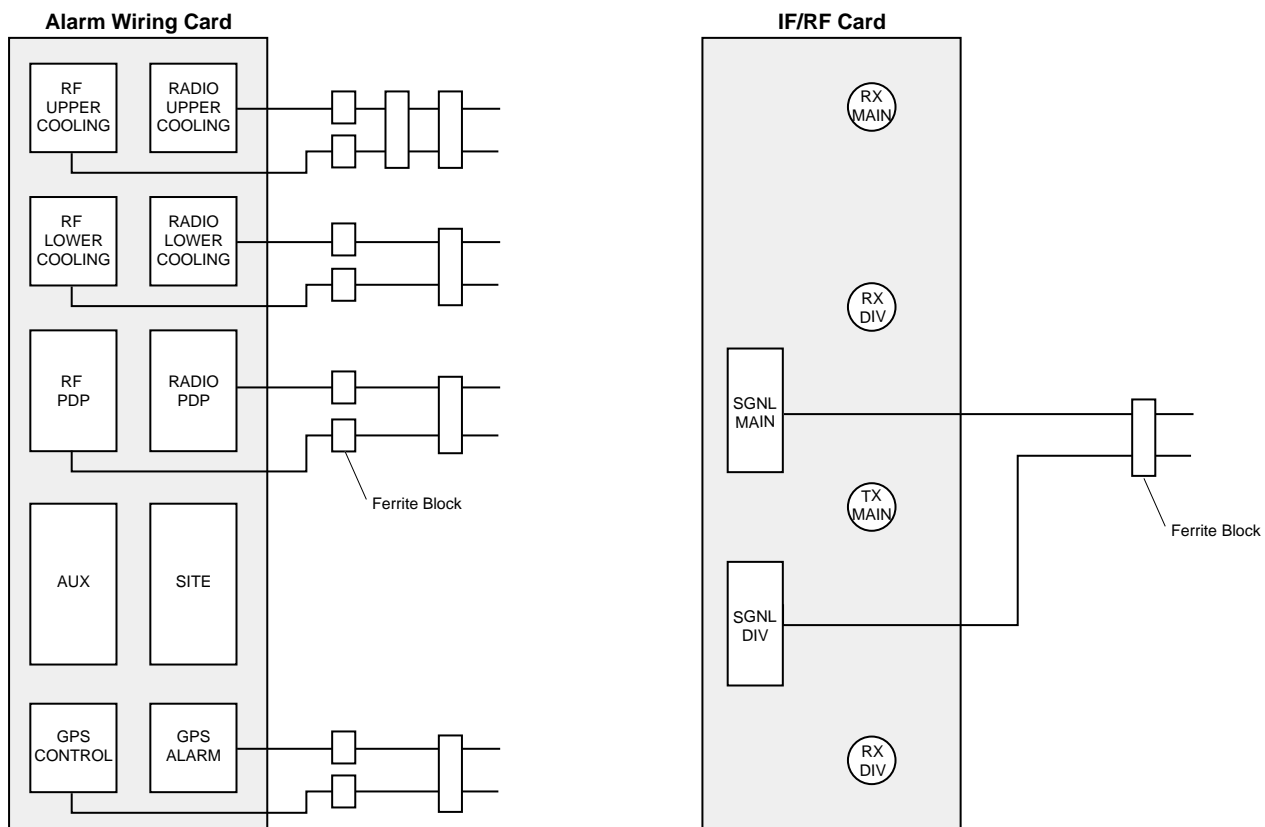 Alarm Wiring Card
RF
UPPER
COOLING
RADIO
UPPER
COOLING
RF
LOWER
COOLING
RADIO
LOWER
COOLING
RF
PDP
RADIO
PDP
Ferrite Block
AUX
SITE
GPS
CONTROL
GPS
ALARM
IF/RF Card
RX
MAIN
RX
DIV
SGNL
MAIN
TX
MAIN
Ferrite Block
SGNL
DIV
RX
DIV